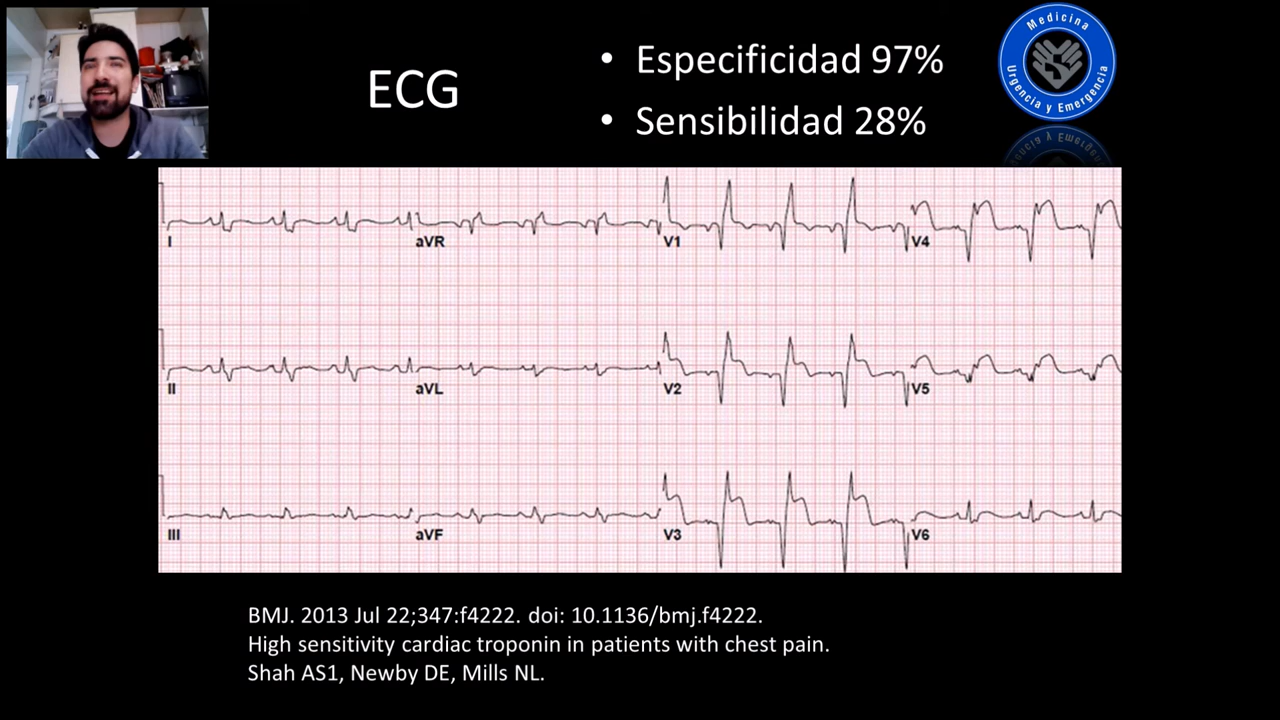 ECG
• Especificidad 97%
• Sensibilidad 28%
Medicina
Urgencia y Emergencia
I
aVR
V1
V4
II
aVL
V2
V5
III
aVF
V3
V6
BMJ. 2013 Jul 22;347:f4222. doi: 10.1136/bmj.f4222.
High sensitivity cardiac troponin in patients with chest pain.
Shah AS1, Newby DE, Mills NL.